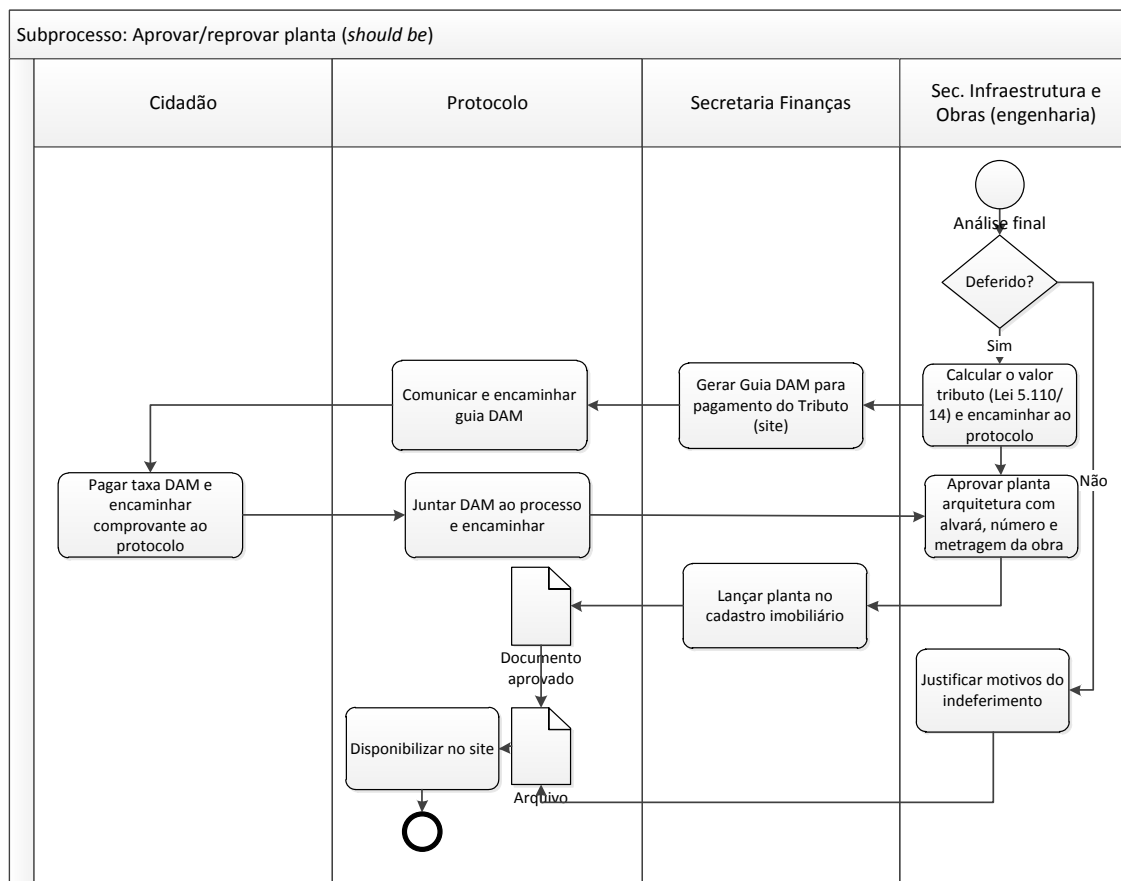 Subprocesso: Aprovar/reprovar planta (should be)
Cidadão
Protocolo
Secretaria Finanças
Sec. Infraestrutura e
Obras (engenharia)
Análise final
Deferido?
Sim
Não
Calcular o valor
tributo (Lei 5.110/
14) e encaminhar ao
protocolo
Gerar Guia DAM para
pagamento do Tributo
(site)
Comunicar e encaminhar
guia DAM
Pagar taxa DAM e
encaminhar
comprovante ao
protocolo
Juntar DAM ao processo
e encaminhar
Aprovar planta
arquitetura com
alvará, número e
metragem da obra
Lançar planta no
cadastro imobiliário
Documento
aprovado
Justificar motivos do
indeferimento
Disponibilizar no site
Arquivo